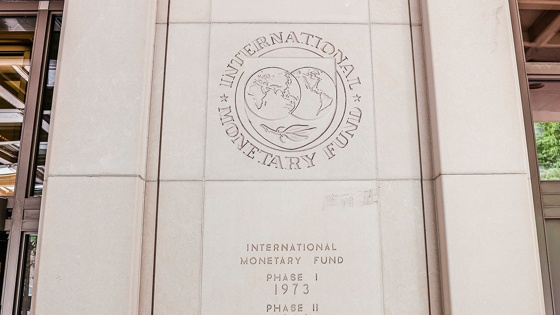 INTERNATIONAL
MONETARY FUND
INTERNATIONAL
MONETARY FUND
PHASE I
1973
PHASE II